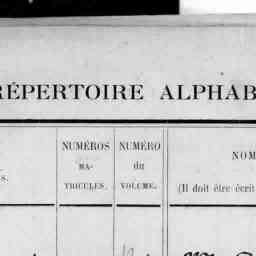 RÉPERTOIRE ALPHAB
NUMÉROS
MA-
TRICULES.
NUMÉRO
du
VOLUME.
NOM
(Il doit être écrit
s.